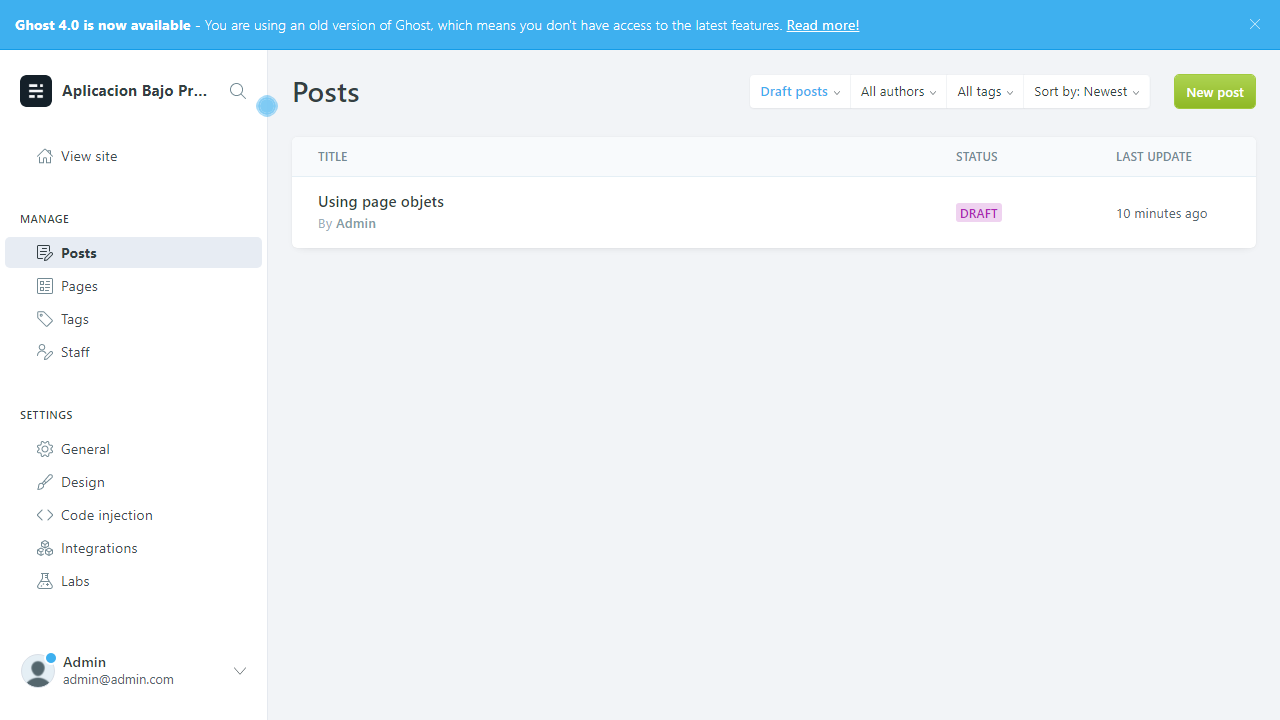 Ghost 4.0 is now available - You are using an old version of Ghost, which means you don't have access to the latest features. Read more!
Aplicacion Bajo Pr...
View site
MANAGE
Posts
Pages
Tags
Staff
SETTINGS
General
Design
Code injection
Integrations
Labs
Admin
admin@admin.com
Posts
Draft posts
All authors
All tags
Sort by: Newest
New post
TITLE STATUS LAST UPDATE
Using page objets
By Admin
DRAFT
10 minutes ago